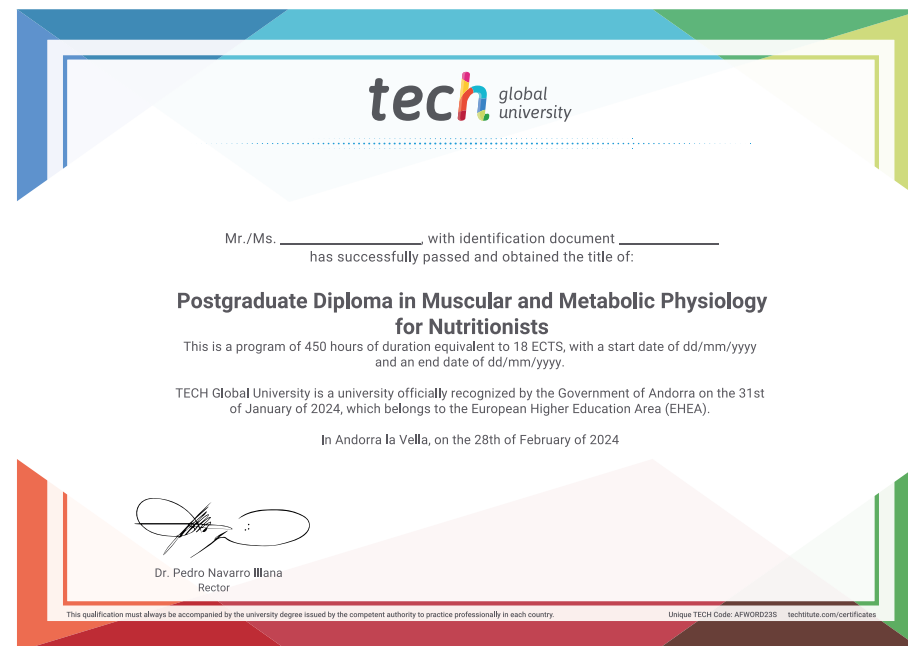 tech global
university
Mr./Ms. ____________, with identification document ____________
has successfully passed and obtained the title of:
Postgraduate Diploma in Muscular and Metabolic Physiology
for Nutritionists
This is a program of 450 hours of duration equivalent to 18 ECTS, with a start date of dd/mm/yyyy
and an end date of dd/mm/yyyy.
TECH Global University is a university officially recognized by the Government of Andorra on the 31st
of January of 2024, which belongs to the European Higher Education Area (EHEA).
In Andorra la Vella, on the 28th of February of 2024
Dr. Pedro Navarro Illana
Rector
This qualification must always be accompanied by the university degree issued by the competent authority to practice professionally in each country. Unique TECH Code: AFWORD23S techtitute.com/certificates